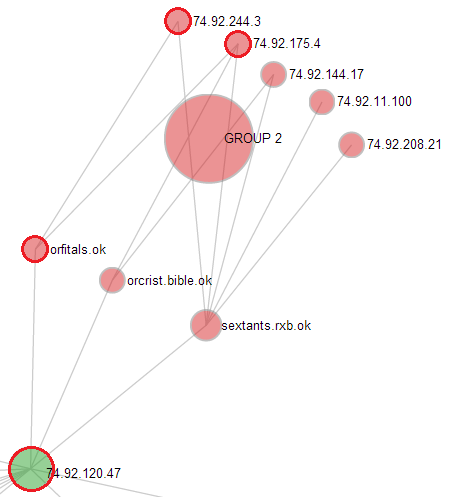 74.92.244.3
74.92.175.4
74.92.144.17
74.92.11.100
GROUP 2
74.92.208.21
orfitals.ok
orcrist.bible.ok
sextants.rxb.ok
74.92.120.47